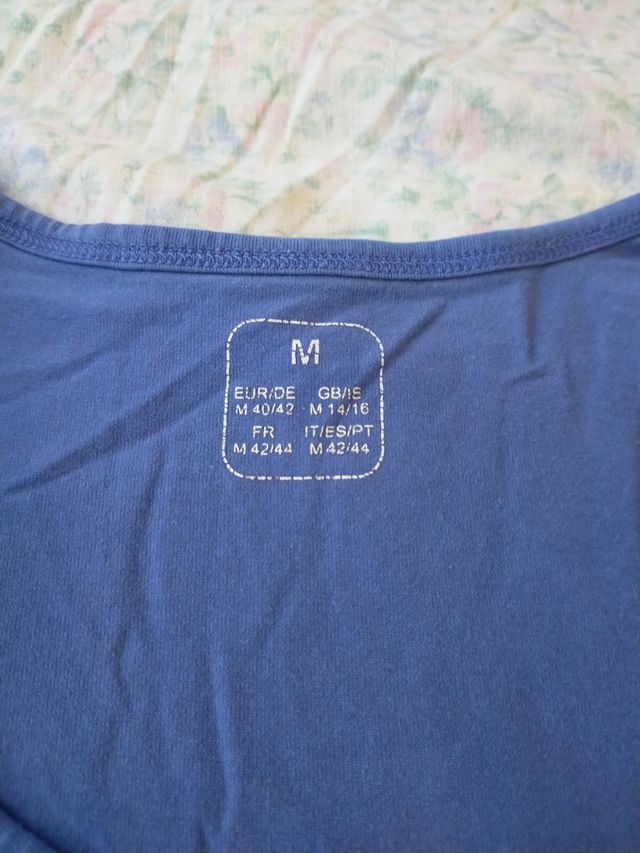 M
EUR/DE GB/IE
M 40/42 M 14/16
FR IT/ES/PT
M 42/44 M 42/44